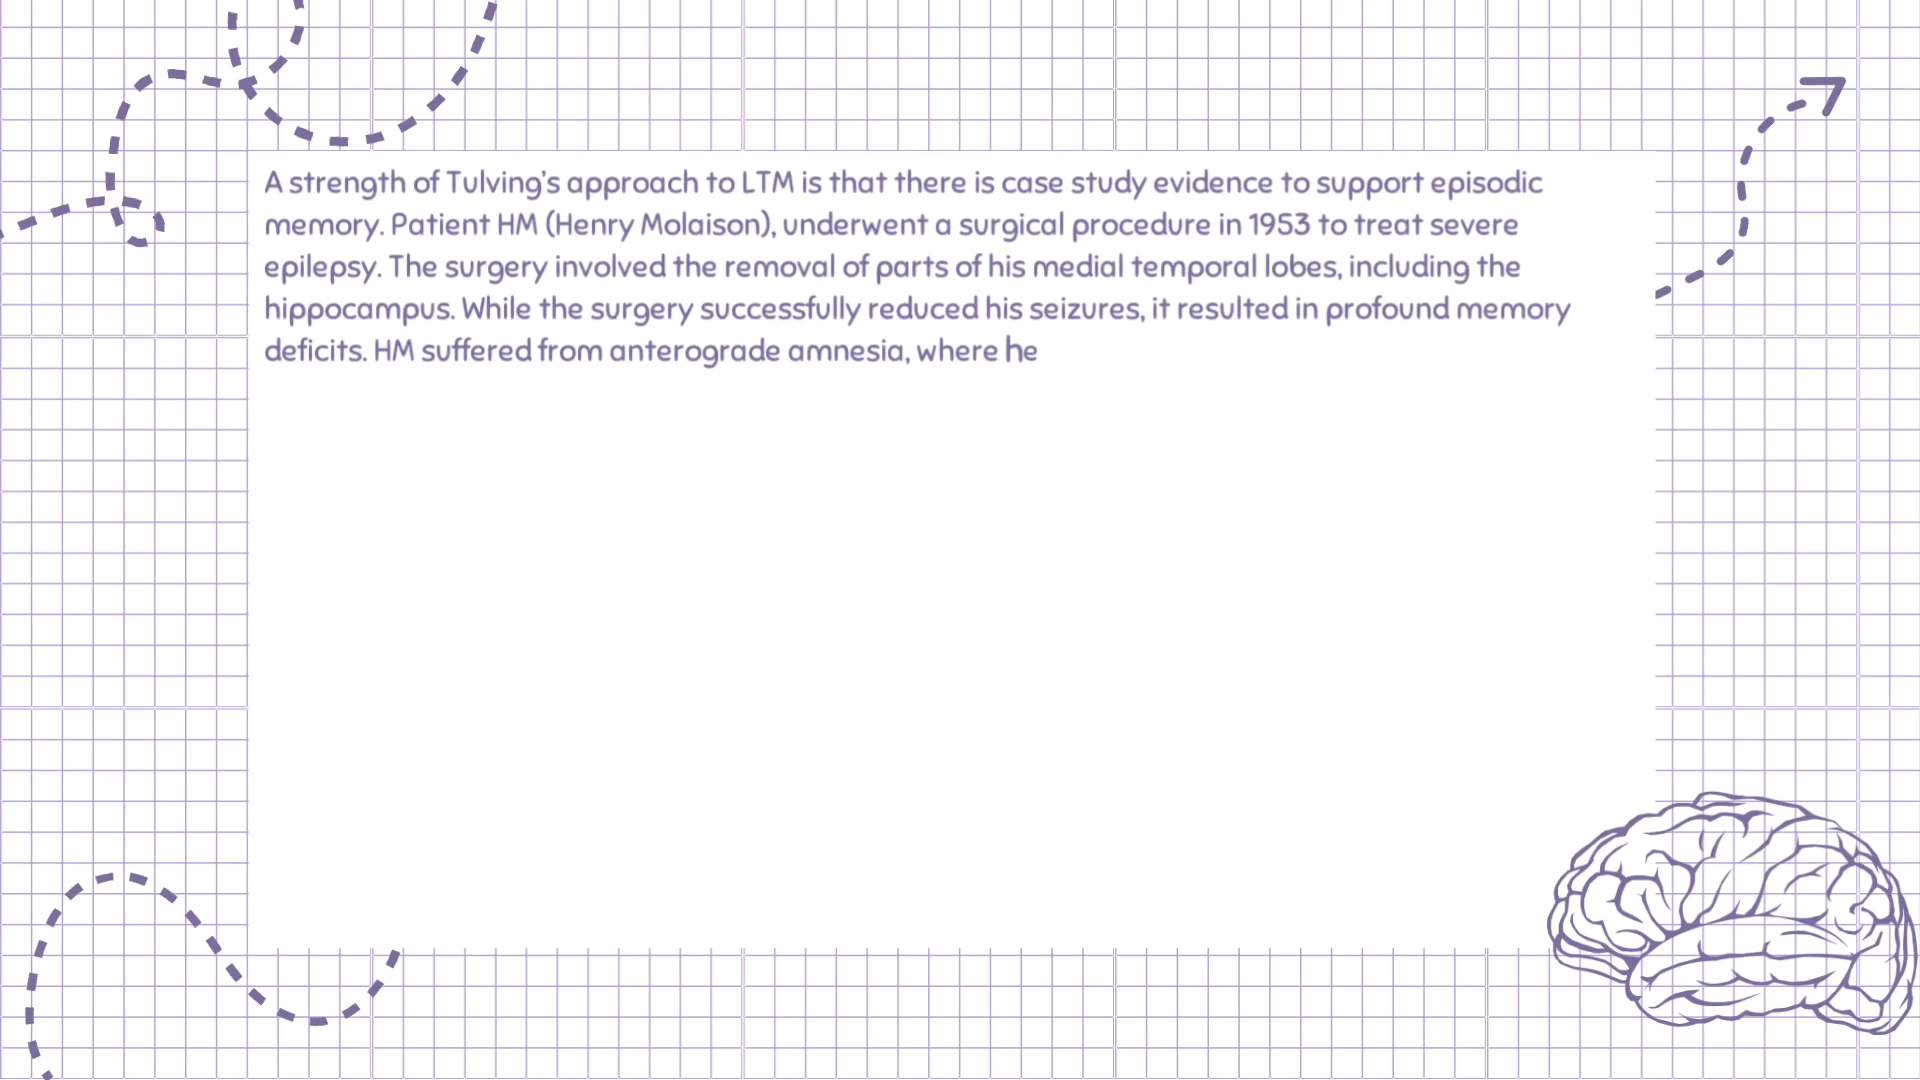 A strength of Tulving's approach to LTM is that there is case study evidence to support episodic
memory. Patient HM (Henry Molaison), underwent a surgical procedure in 1953 to treat severe
epilepsy. The surgery involved the removal of parts of his medial temporal lobes, including the
hippocampus. While the surgery successfully reduced his seizures, it resulted in profound memory
deficits. HM suffered from anterograde amnesia, where he